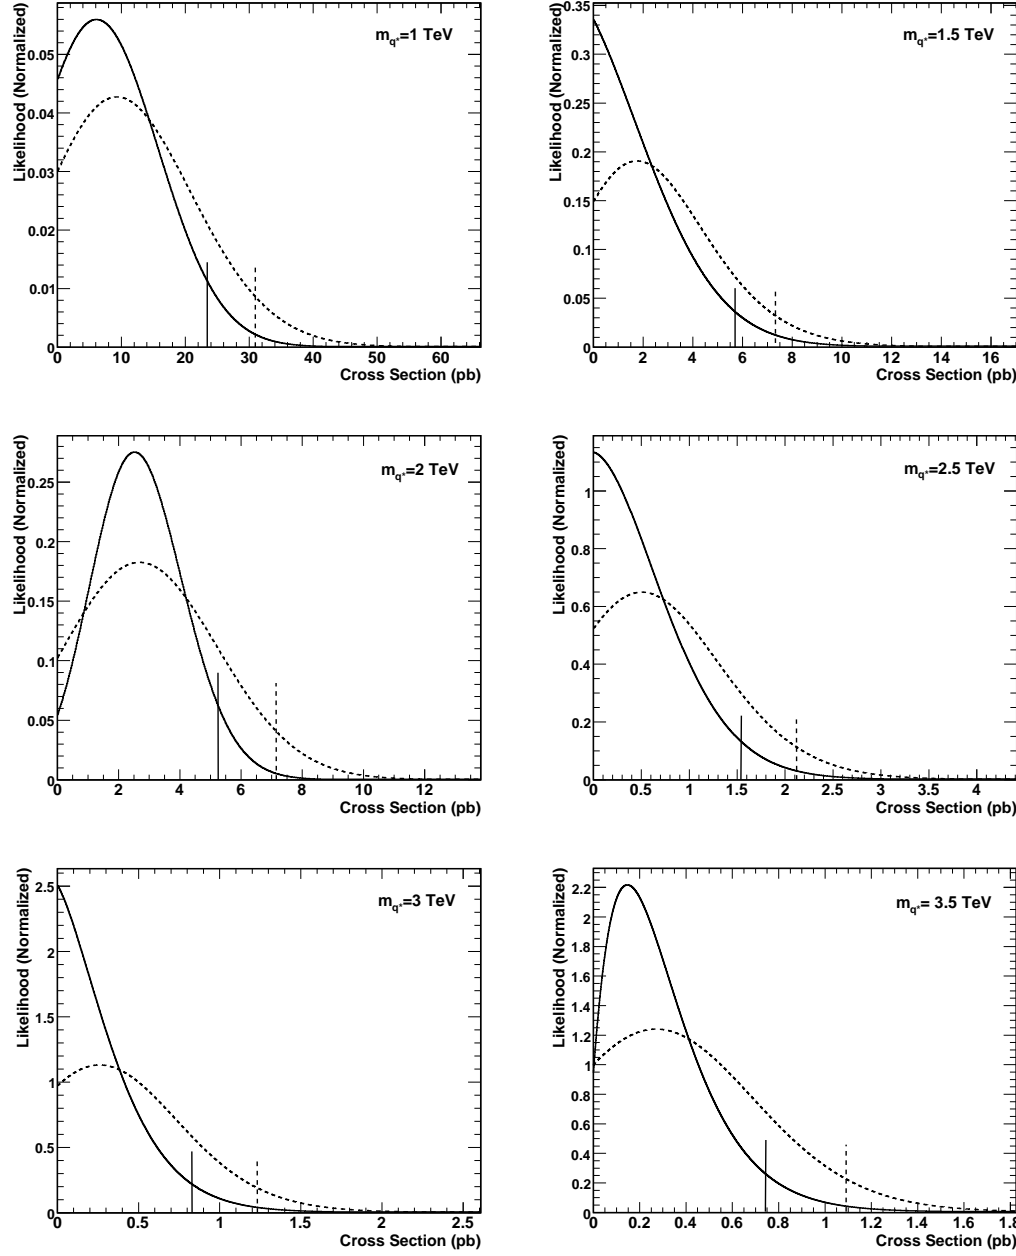 Likelihood (Normalized)
m_q*=1 TeV
0.05
0.04
0.03
0.02
0.01
0
0 10 20 30 40 50 60
Cross Section (pb)
Likelihood (Normalized)
m_q*=1.5 TeV
0.35
0.3
0.25
0.2
0.15
0.1
0.05
0
0 2 4 6 8 10 12 14 16
Cross Section (pb)
Likelihood (Normalized)
m_q*=2 TeV
0.25
0.2
0.15
0.1
0.05
0
0 2 4 6 8 10 12
Cross Section (pb)
Likelihood (Normalized)
m_q*=2.5 TeV
1
0.8
0.6
0.4
0.2
0
0 0.5 1 1.5 2 2.5 3 3.5 4
Cross Section (pb)
Likelihood (Normalized)
m_q*=3 TeV
2.5
2
1.5
1
0.5
0
0 0.5 1 1.5 2 2.5
Cross Section (pb)
Likelihood (Normalized)
m_q*= 3.5 TeV
2.2
2
1.8
1.6
1.4
1.2
1
0.8
0.6
0.4
0.2
0
0 0.2 0.4 0.6 0.8 1 1.2 1.4 1.6 1.8
Cross Section (pb)